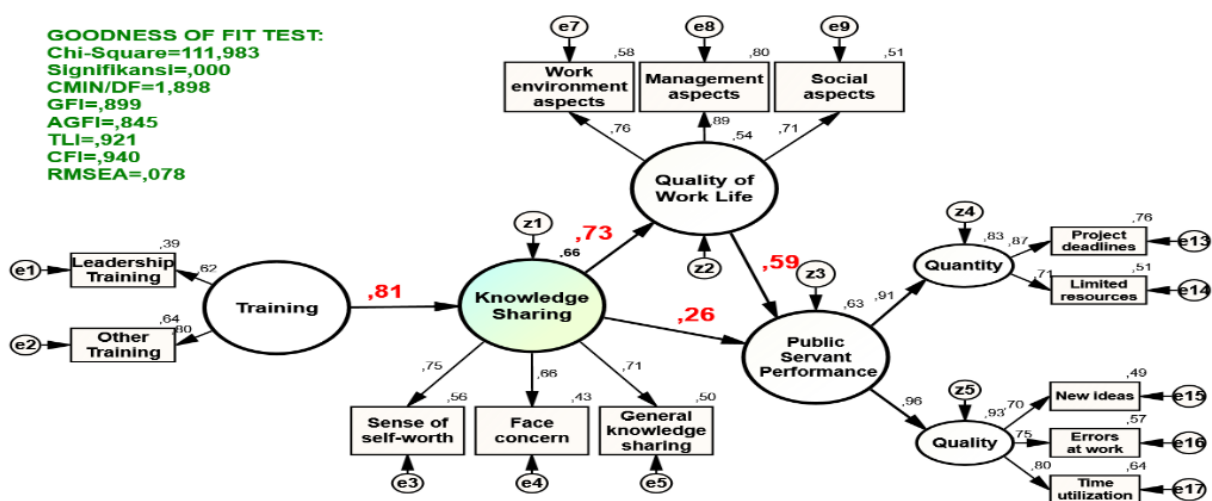 GOODNESS OF FIT TEST:
Chi-Square=111,983
Signifikansi=,000
CMIN/DF=1,898
GFI=,899
AGFI=,845
TLI=,921
CFI=,940
RMSEA=,078
e7
e8
e9
,58
,80
,51
Work
environment
aspects
Management
aspects
Social
aspects
,76
,89
,54
,71
Quality of
Work Life
z1
,73
,66
z2
,59
z3
z4
,83
,87
,76
Project
deadlines
e13
Quantity
,71
,51
Limited
resources
e14
,39
Leadership
Training
e1
,62
Training
,81
Knowledge
Sharing
,26
,63
,91
,64
,80
Other
Training
e2
Public
Servant
Performance
,75
,66
,71
,96
z5
,49
New ideas
e15
,93
,70
,56
,43
,50
Sense of
self-worth
Face
concern
General
knowledge
sharing
Quality
,75
,57
Errors
at work
e16
,80
,64
Time
utilization
e17
e3
e4
e5